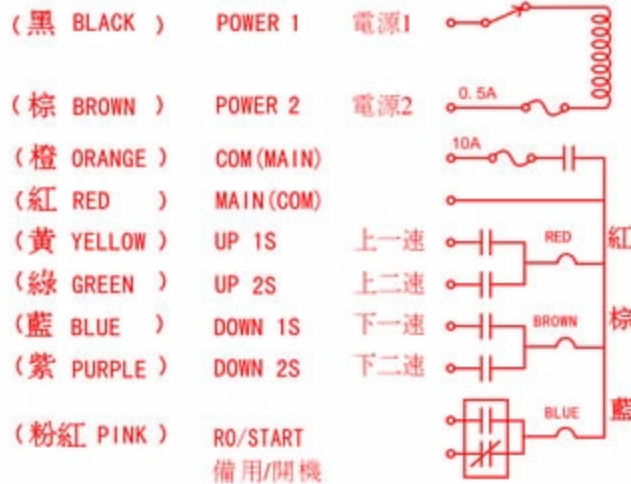 (黑 BLACK ) POWER 1 電源1
(棕 BROWN ) POWER 2 電源2 0.5A
(橙 ORANGE ) COM(MAIN) 10A
(紅 RED ) MAIN(COM)
(黃 YELLOW ) UP 1S 上一速 RED 紅
(綠 GREEN ) UP 2S 上二速
(藍 BLUE ) DOWN 1S 下一速 BROWN 棕
(紫 PURPLE ) DOWN 2S 下二速
(粉紅 PINK ) RO/START BLUE 藍
備用/開機